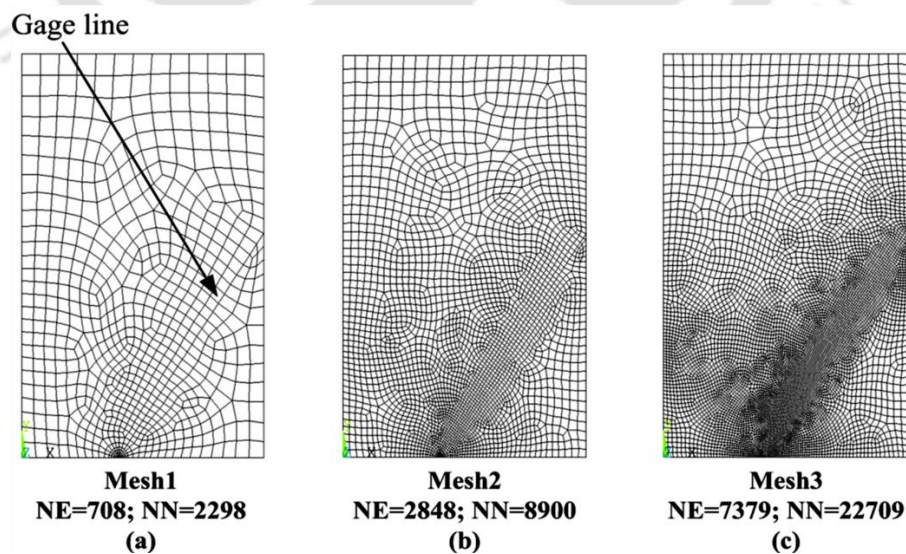 Gage line
Mesh1
NE=708; NN=2298
(a)
Mesh2
NE=2848; NN=8900
(b)
Mesh3
NE=7379; NN=22709
(c)